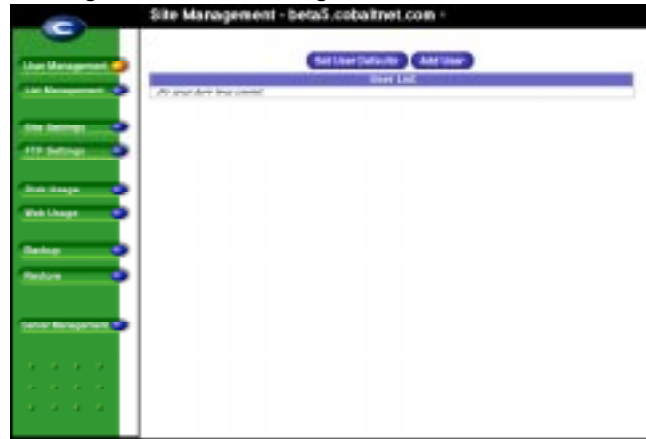 Site Management - beta5.cobaltnet.com -
User Management
List Management
Site Settings
FTP Settings
Disk Usage
Web Usage
Backup
Restore
Server Management
Set User Defaults
Add User
User List